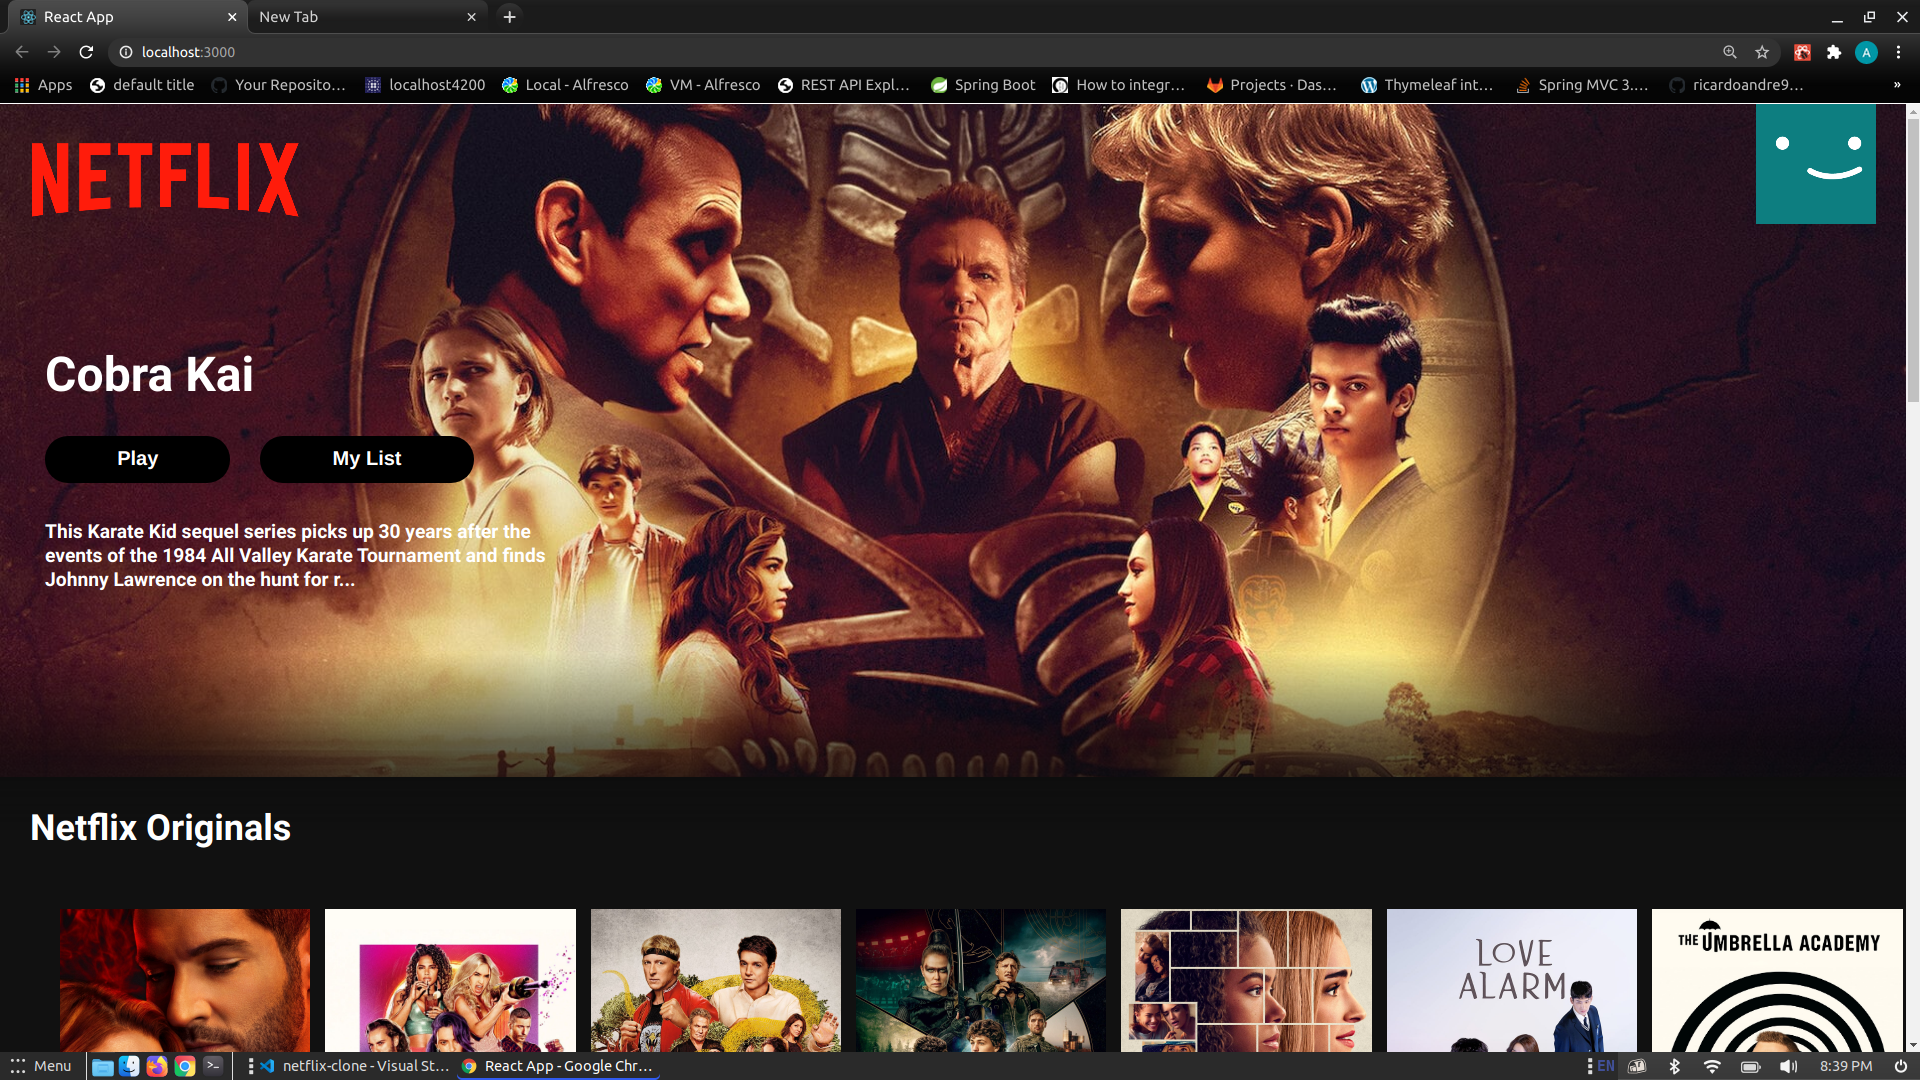 React App
New Tab
localhost:3000
A
Apps
default title
Your Reposito...
localhost4200
Local - Alfresco
VM - Alfresco
REST API Expl...
Spring Boot
How to integr...
Projects · Das...
Thymeleaf int...
Spring MVC 3....
ricardoandre9...
»
NETFLIX
Cobra Kai
Play
My List
This Karate Kid sequel series picks up 30 years after the
events of the 1984 All Valley Karate Tournament and finds
Johnny Lawrence on the hunt for r...
Netflix Originals
LOVE
ALARM
THE UMBRELLA ACADEMY
Menu
netflix-clone - Visual St...
React App - Google Chr...
EN
8:39 PM